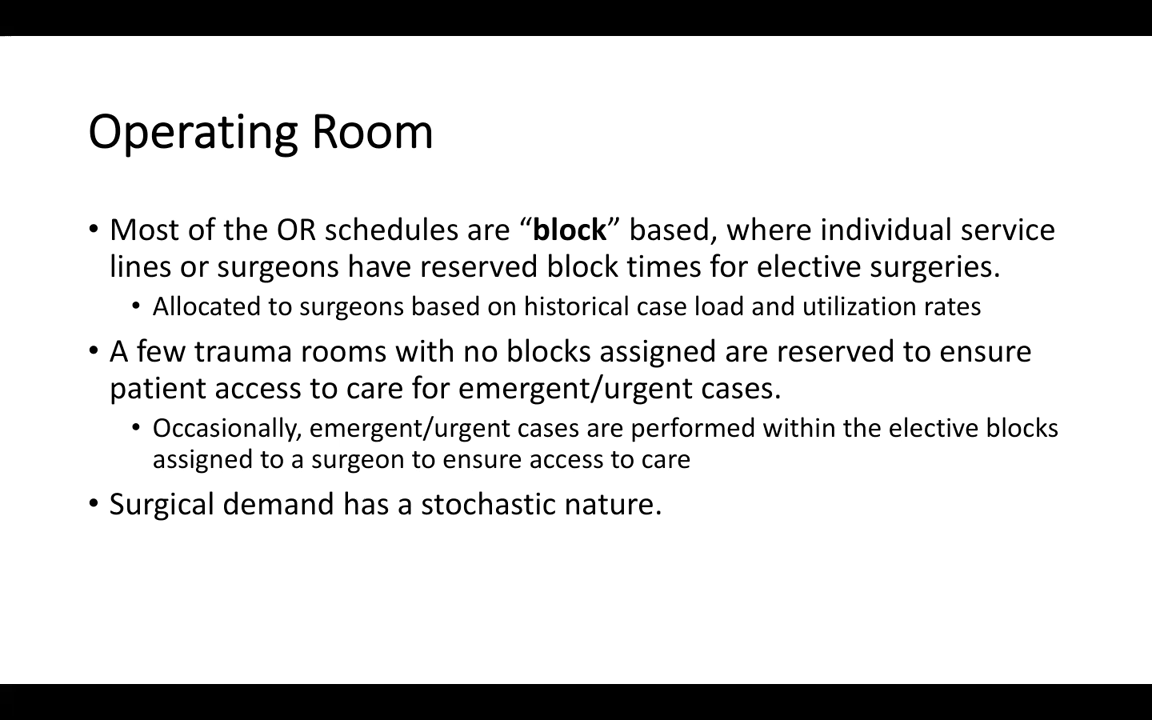 Operating Room
• Most of the OR schedules are “block” based, where individual service
lines or surgeons have reserved block times for elective surgeries.
• Allocated to surgeons based on historical case load and utilization rates
• A few trauma rooms with no blocks assigned are reserved to ensure
patient access to care for emergent/urgent cases.
• Occasionally, emergent/urgent cases are performed within the elective blocks
assigned to a surgeon to ensure access to care
• Surgical demand has a stochastic nature.